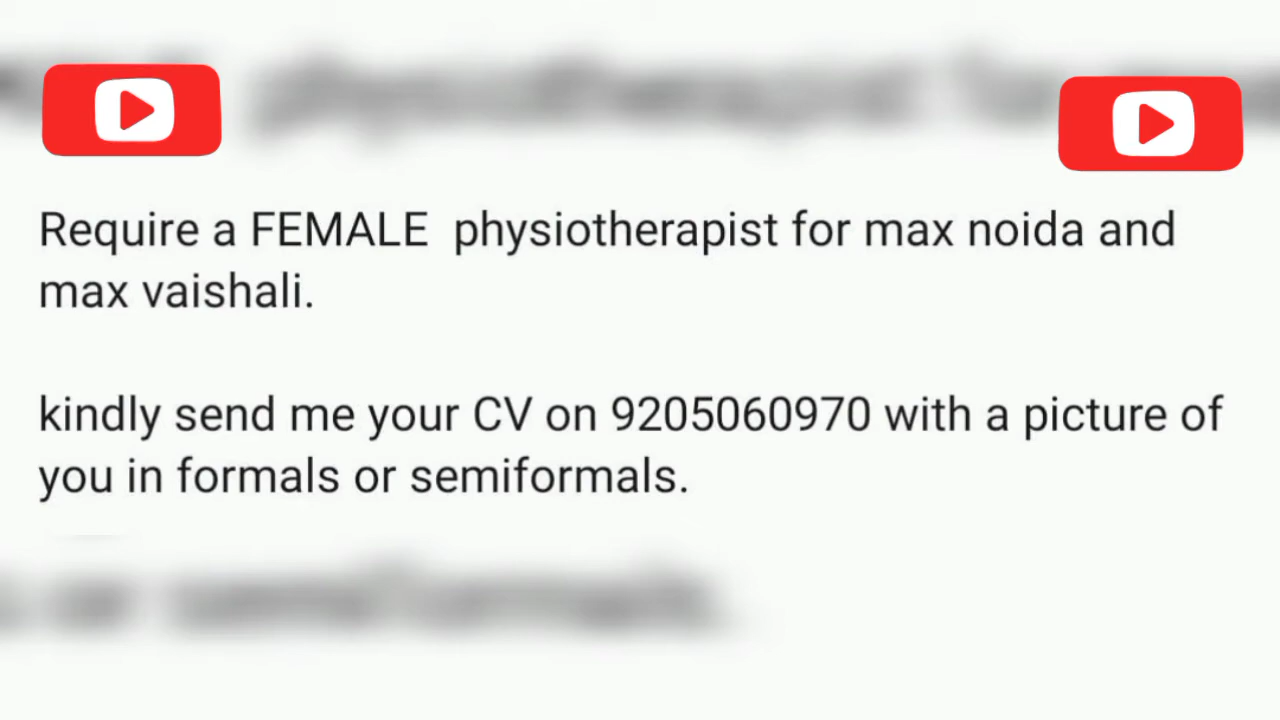 Require a FEMALE  physiotherapist for max noida and
max vaishali.
kindly send me your CV on 9205060970 with a picture of
you in formals or semiformals.